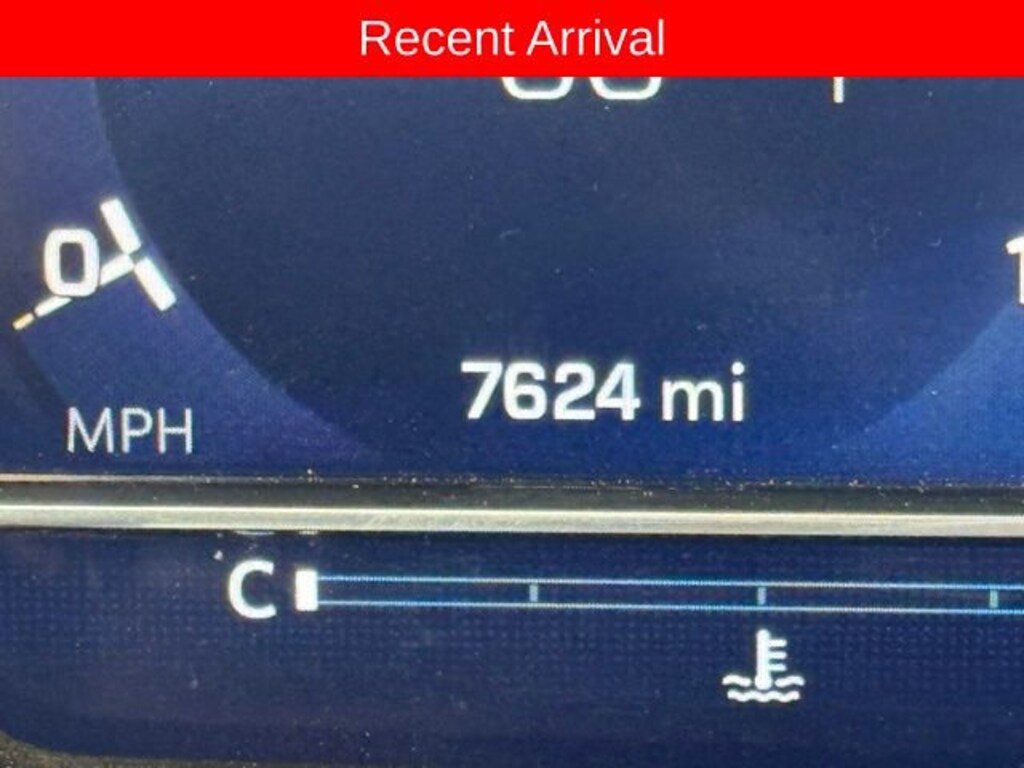 Recent Arrival
0
7624 mi
MPH
C